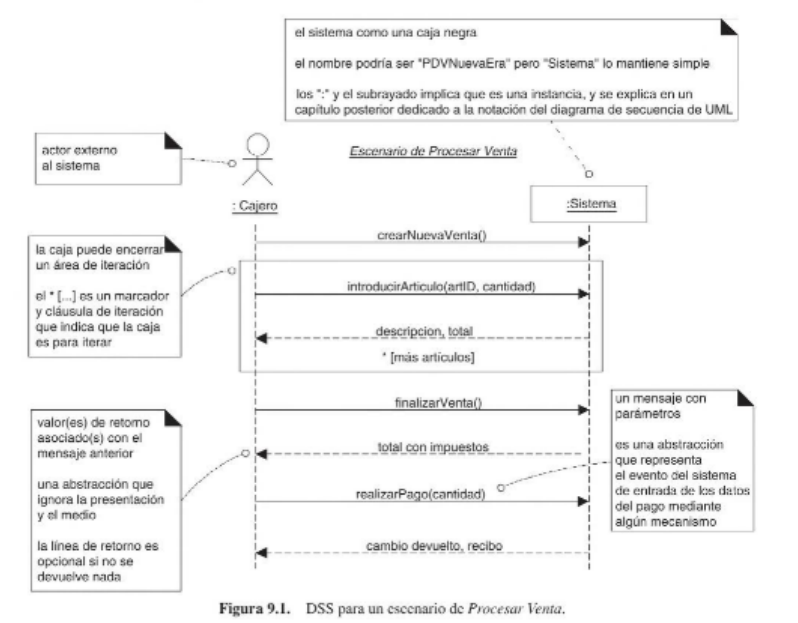 el sistema como una caja negra
el nombre podría ser "PDVNuevaEra" pero "Sistema" lo mantiene simple
los ":" y el subrayado implica que es una instancia, y se explica en un
capítulo posterior dedicado a la notación del diagrama de secuencia de UML
actor externo
al sistema
Escenario de Procesar Venta
: Cajero
:Sistema
crearNuevaVenta()
la caja puede encerrar
un área de iteración
el * [...] es un marcador
y cláusula de iteración
que indica que la caja
es para iterar
introducirArticulo(artID, cantidad)
descripcion, total
* [más artículos]
finalizarVenta()
valor(es) de retorno
asociado(s) con el
mensaje anterior
una abstracción que
ignora la presentación
y el medio
la línea de retorno es
opcional si no se
devuelve nada
total con impuestos
un mensaje con
parámetros
es una abstracción
que representa
el evento del sistema
de entrada de los datos
del pago mediante
algún mecanismo
realizarPago(cantidad)
cambio devuelto, recibo
Figura 9.1. DSS para un escenario de Procesar Venta.